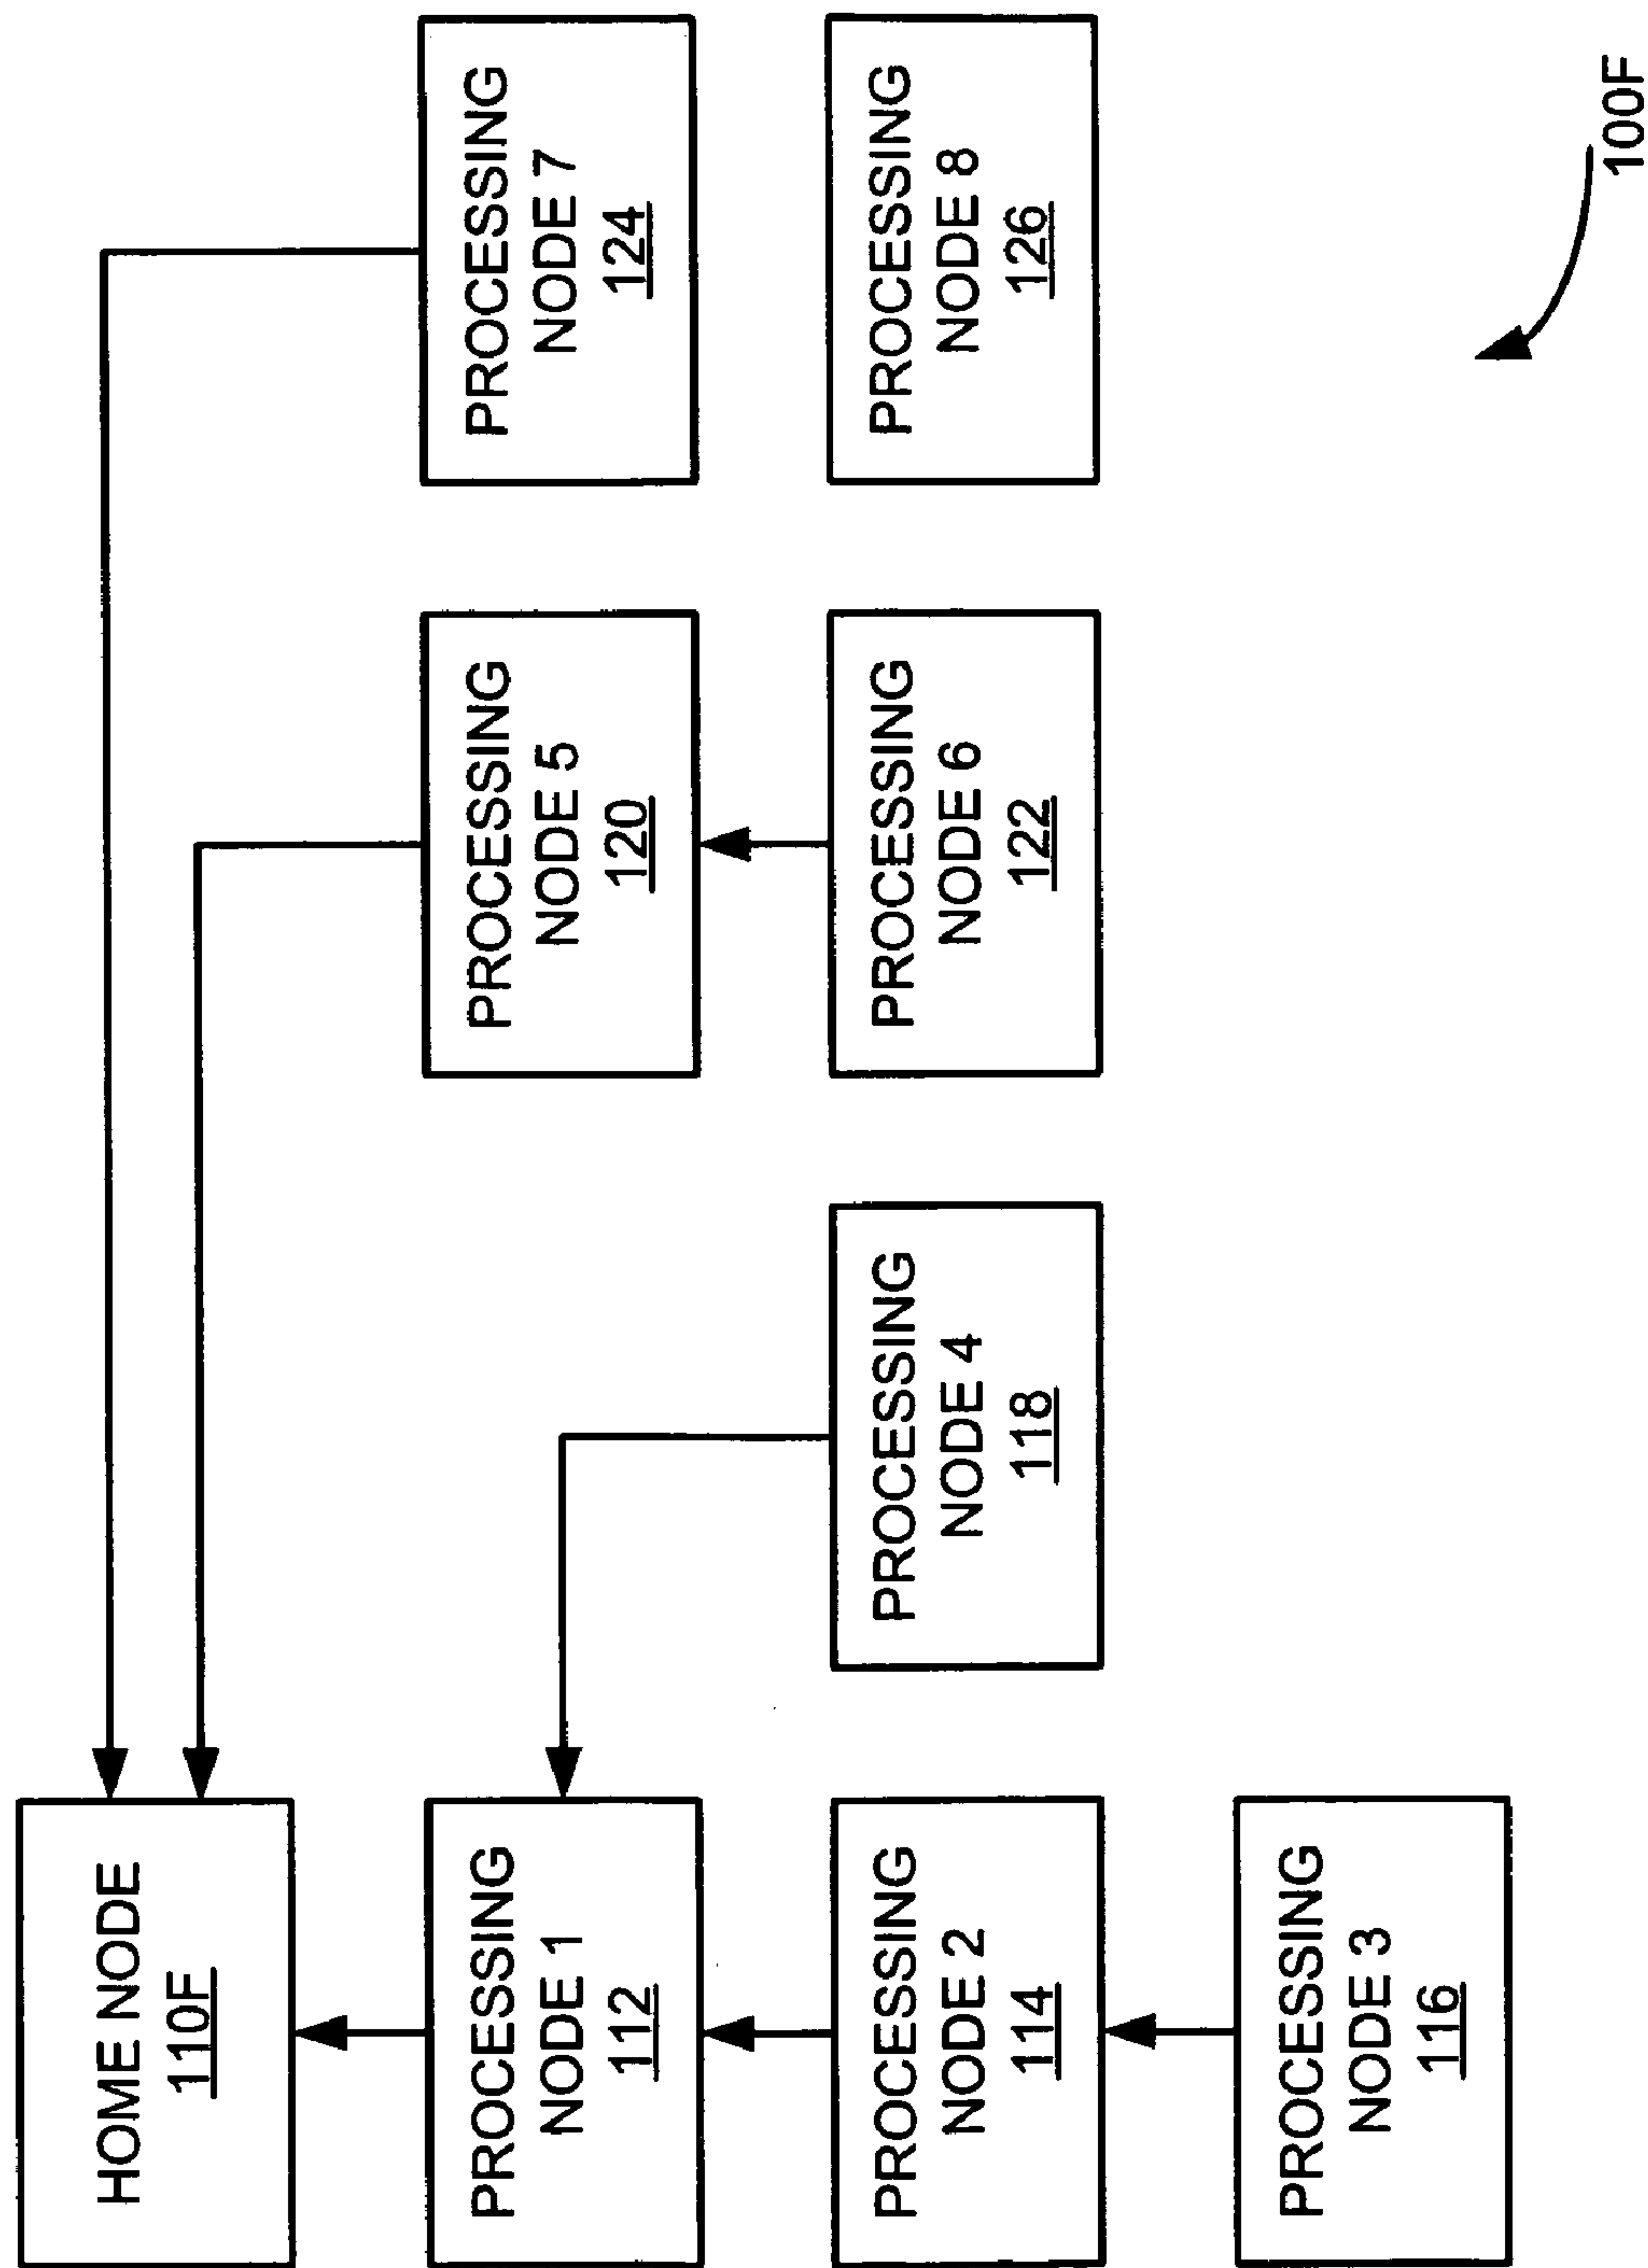 HOME NODE
110F
PROCESSING
NODE 1
112
PROCESSING
NODE 5
120
PROCESSING
NODE 7
124
PROCESSING
NODE 2
114
PROCESSING
NODE 4
118
PROCESSING
NODE 6
122
PROCESSING
NODE 8
126
PROCESSING
NODE 3
116
100F